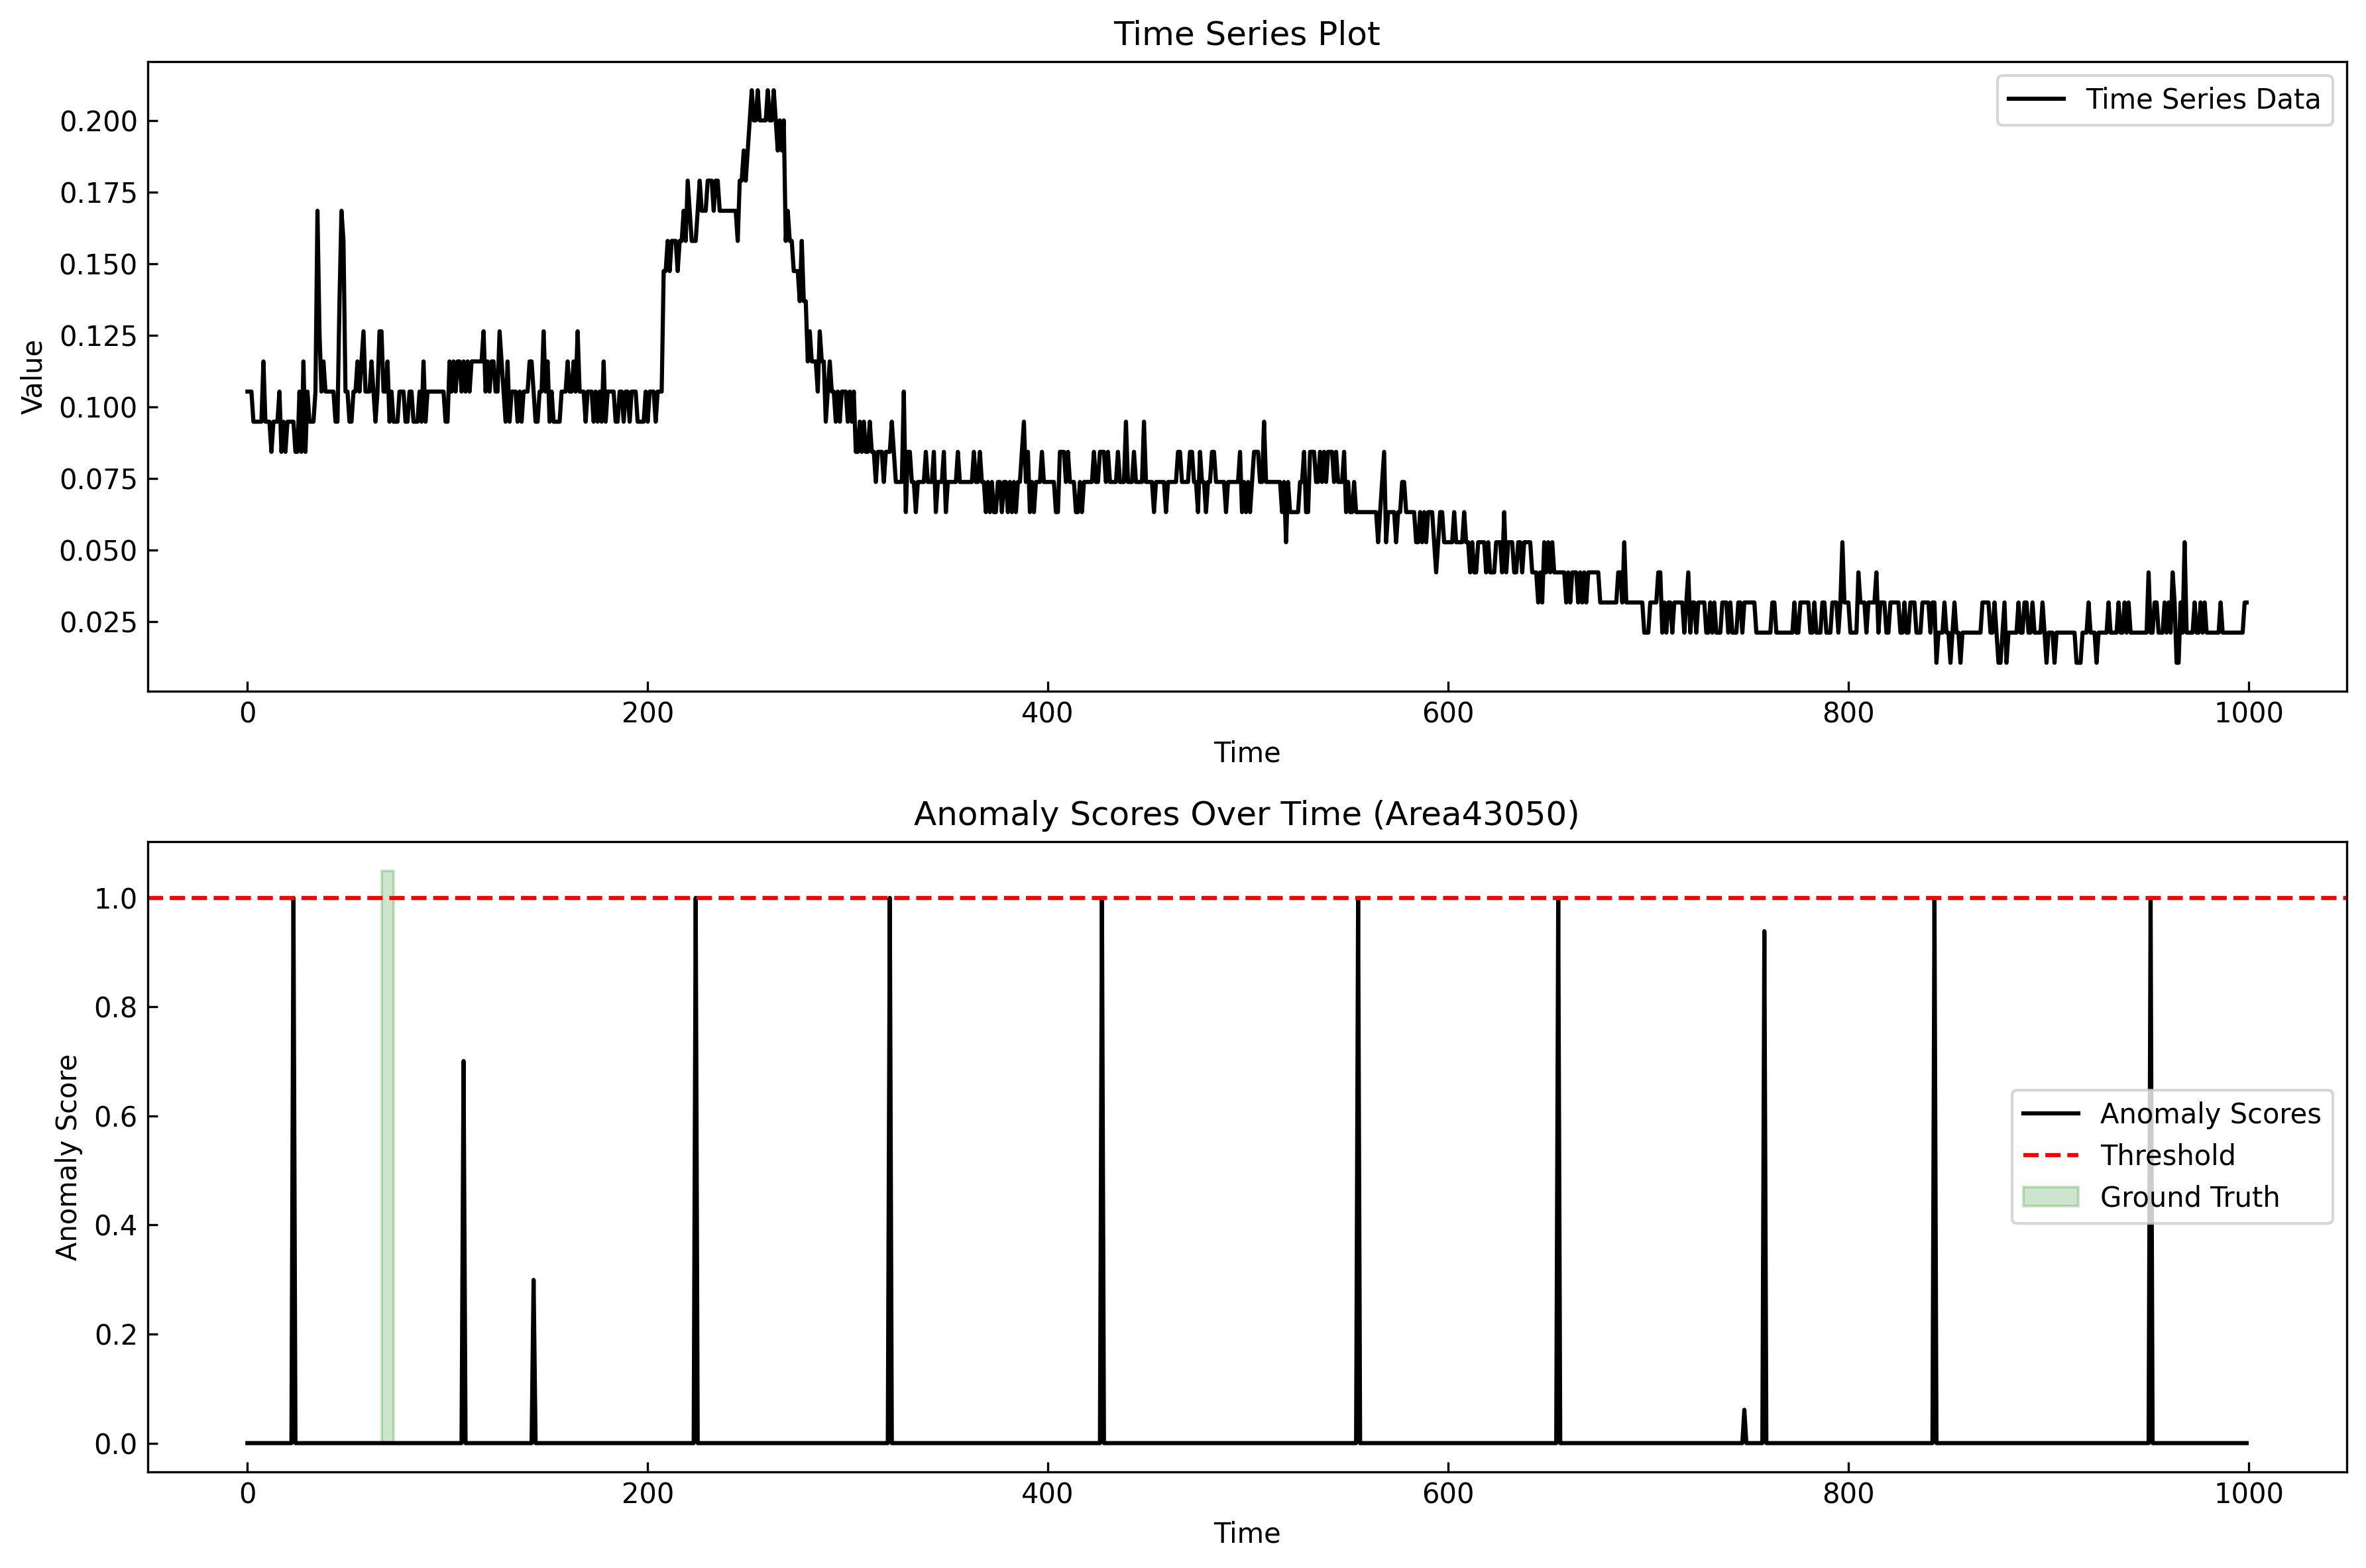 Time Series Plot
Time Series Data
0.200
0.175
0.150
0.125
0.100
0.075
0.050
0.025
Value
0 200 400 600 800 1000
Time
Anomaly Scores Over Time (Area43050)
1.0
0.8
0.6
0.4
0.2
0.0
Anomaly Score
Anomaly Scores
Threshold
Ground Truth
0 200 400 600 800 1000
Time